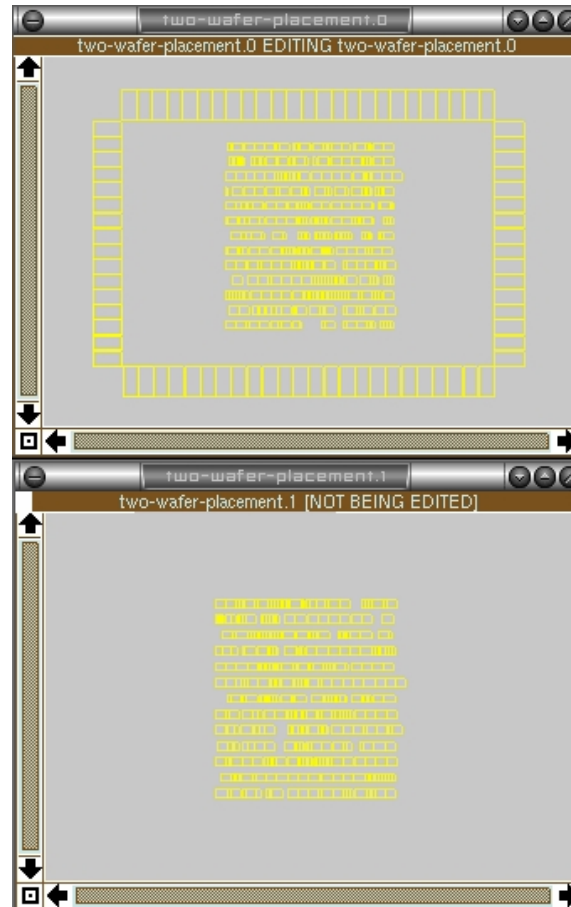 two-wafer-placement.0
two-wafer-placement.0 EDITING two-wafer-placement.0
two-wafer-placement.1
two-wafer-placement.1 [NOT BEING EDITED]